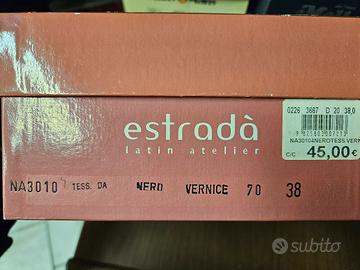 estradà
latin atelier
NA3010 TESS. DA NERO VERNICE 70 38
0226 3667 D 20 38,0
NA30104NEROTESS VERN
C/C 45,00€
subito